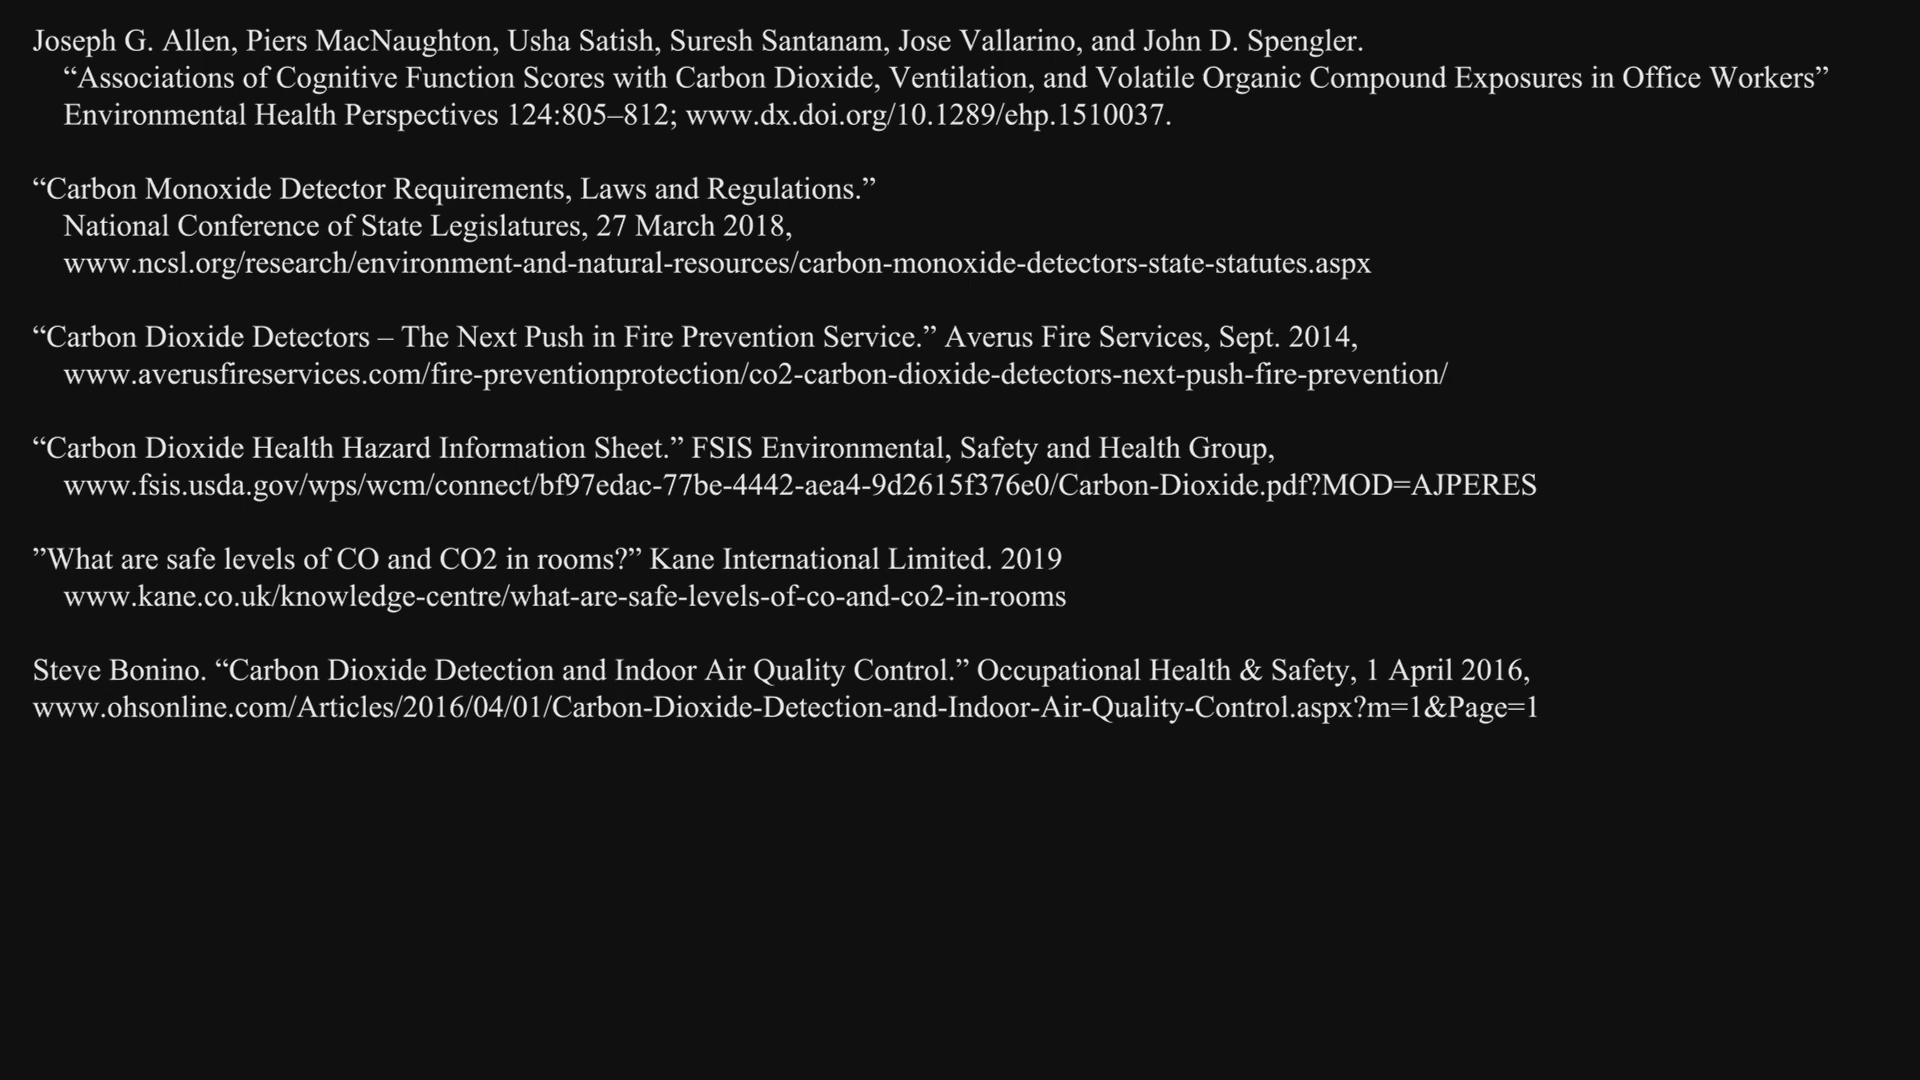 Joseph G. Allen, Piers MacNaughton, Usha Satish, Suresh Santanam, Jose Vallarino, and John D. Spengler.
“Associations of Cognitive Function Scores with Carbon Dioxide, Ventilation, and Volatile Organic Compound Exposures in Office Workers”
Environmental Health Perspectives 124:805–812; www.dx.doi.org/10.1289/ehp.1510037.
“Carbon Monoxide Detector Requirements, Laws and Regulations.”
National Conference of State Legislatures, 27 March 2018,
www.ncsl.org/research/environment-and-natural-resources/carbon-monoxide-detectors-state-statutes.aspx
“Carbon Dioxide Detectors – The Next Push in Fire Prevention Service.” Averus Fire Services, Sept. 2014,
www.averusfireservices.com/fire-preventionprotection/co2-carbon-dioxide-detectors-next-push-fire-prevention/
“Carbon Dioxide Health Hazard Information Sheet.” FSIS Environmental, Safety and Health Group,
www.fsis.usda.gov/wps/wcm/connect/bf97edac-77be-4442-aea4-9d2615f376e0/Carbon-Dioxide.pdf?MOD=AJPERES
”What are safe levels of CO and CO2 in rooms?” Kane International Limited. 2019
www.kane.co.uk/knowledge-centre/what-are-safe-levels-of-co-and-co2-in-rooms
Steve Bonino. “Carbon Dioxide Detection and Indoor Air Quality Control.” Occupational Health & Safety, 1 April 2016,
www.ohsonline.com/Articles/2016/04/01/Carbon-Dioxide-Detection-and-Indoor-Air-Quality-Control.aspx?m=1&Page=1